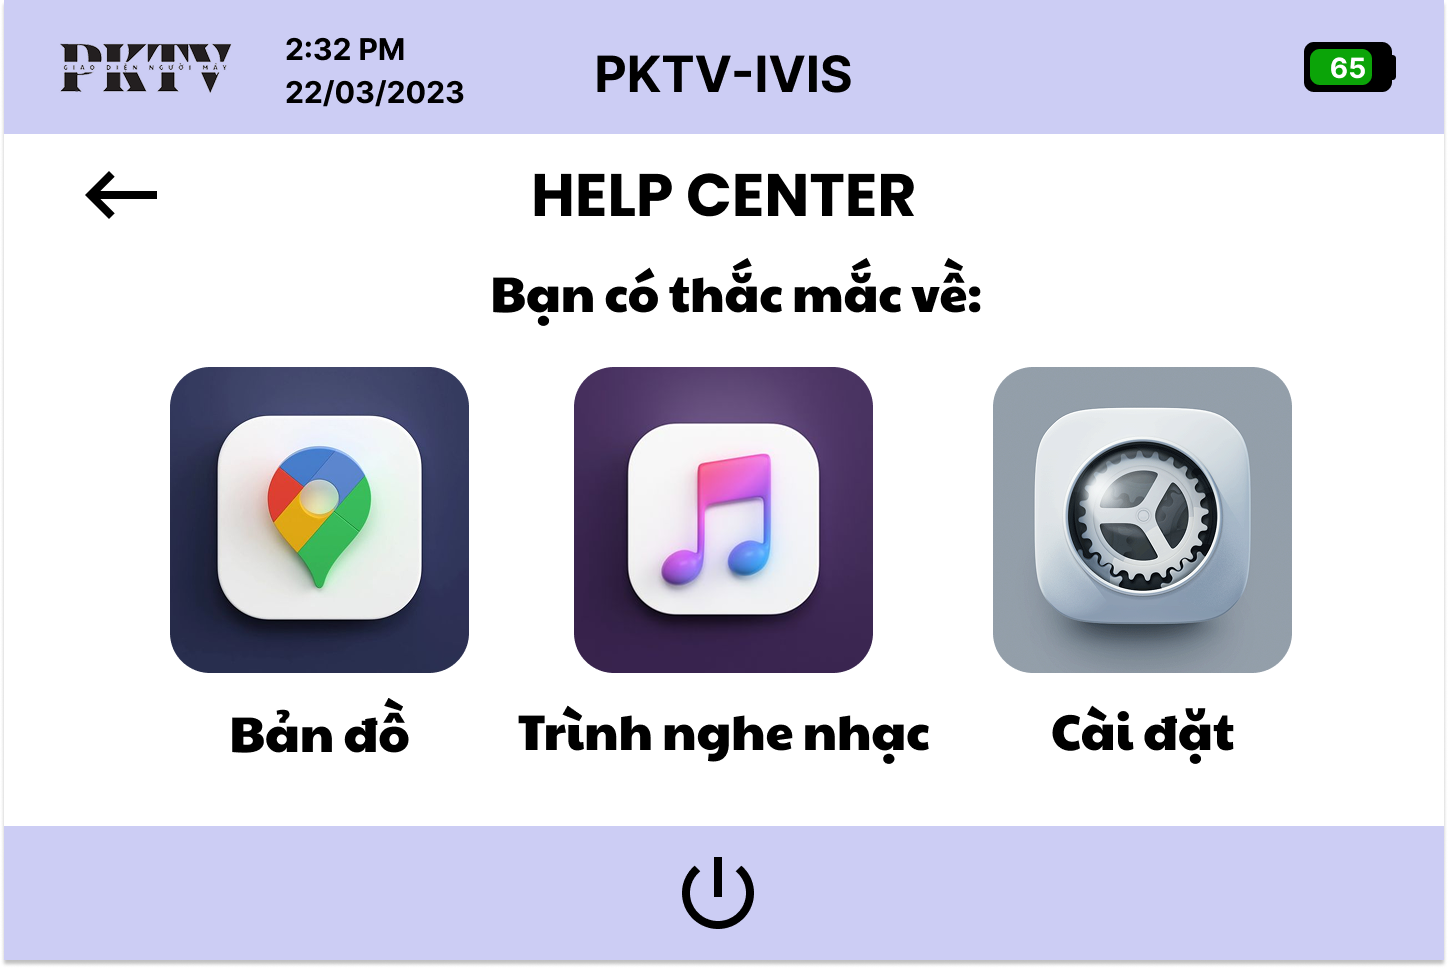 PKTV
GIAO DIỆN NGƯỜI MÁY
2:32 PM
22/03/2023
PKTV-IVIS
65
HELP CENTER
Bạn có thắc mắc về:
Bản đồ
Trình nghe nhạc
Cài đặt